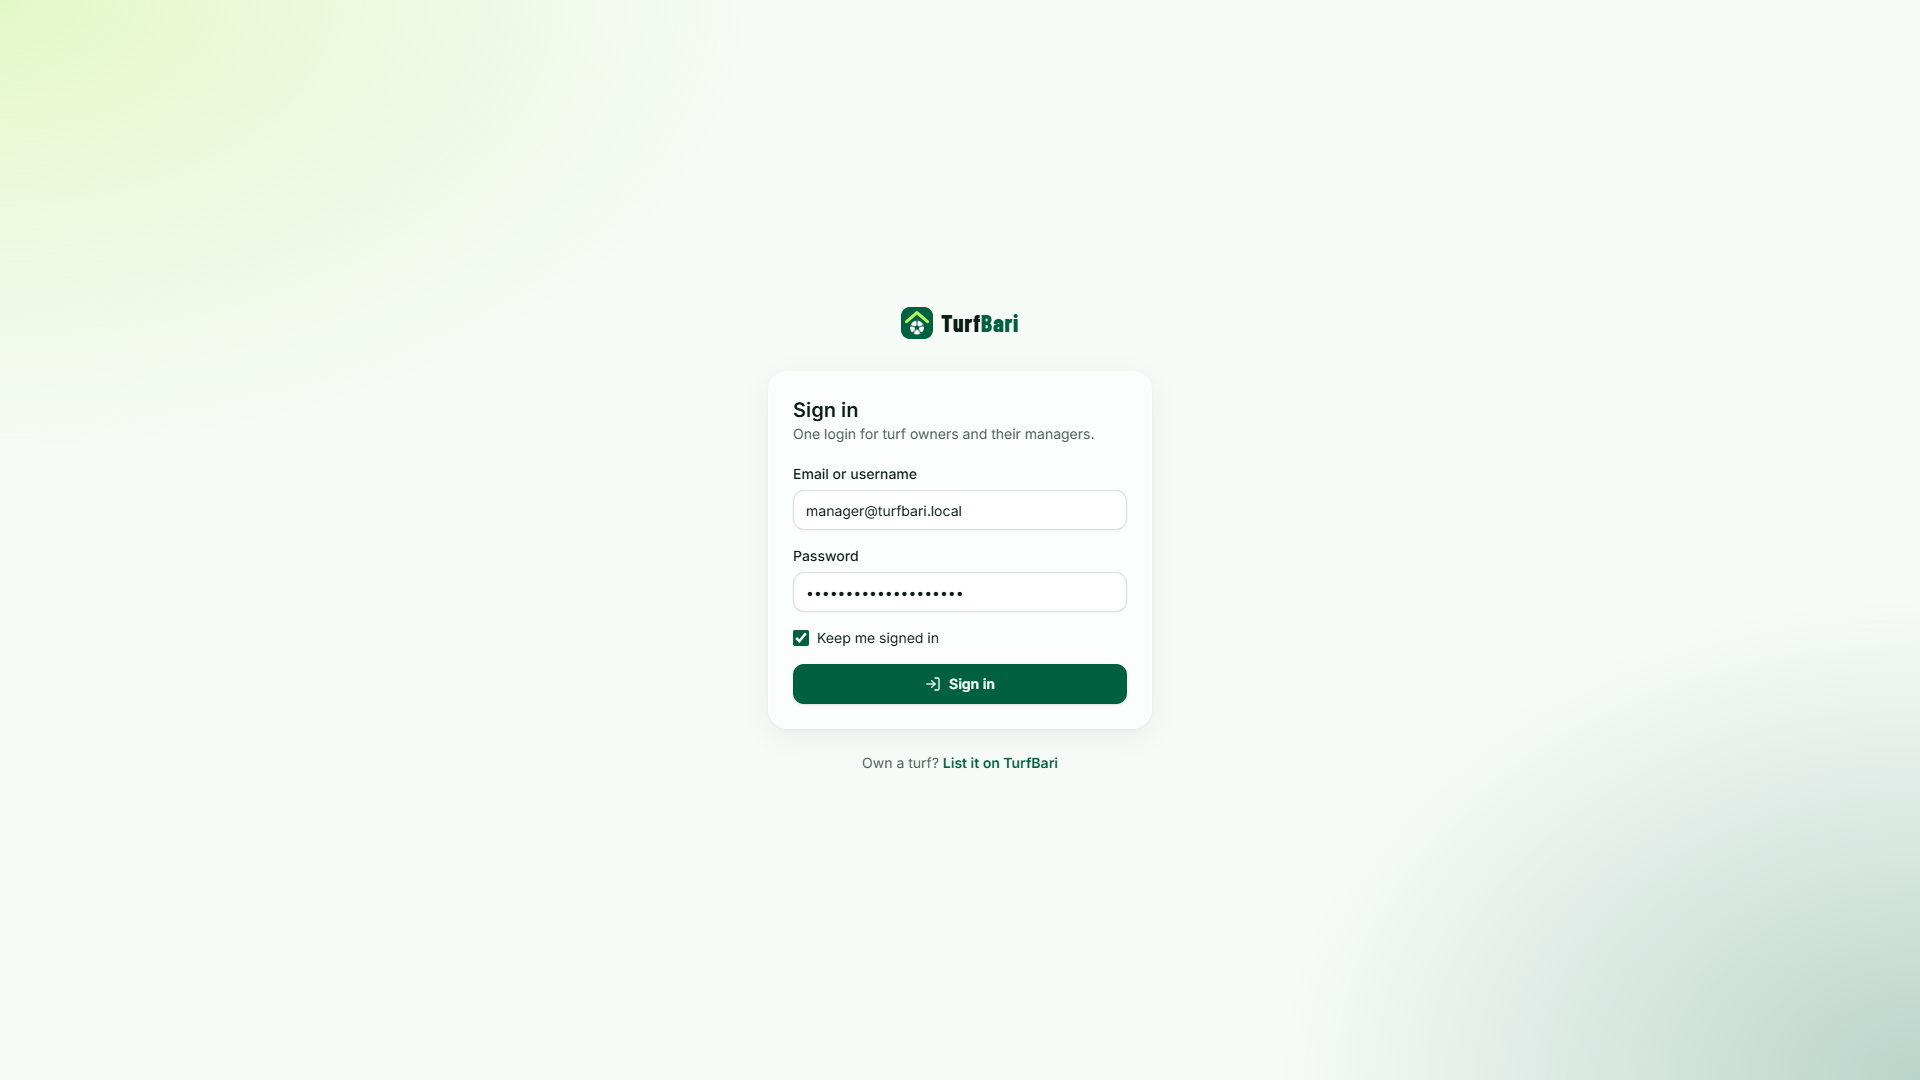 TurfBari
Sign in
One login for turf owners and their managers.
Email or username
manager@turfbari.local
Password
••••••••••••••••••••
Keep me signed in
Sign in
Own a turf? List it on TurfBari